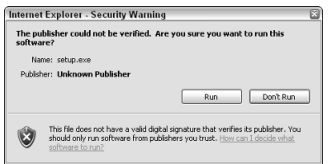 Internet Explorer - Security Warning
The publisher could not be verified. Are you sure you want to run this
software?
Name: setup.exe
Publisher: Unknown Publisher
Run Don't Run
This file does not have a valid digital signature that verifies its publisher. You
should only run software from publishers you trust. How can I decide what
software to run?